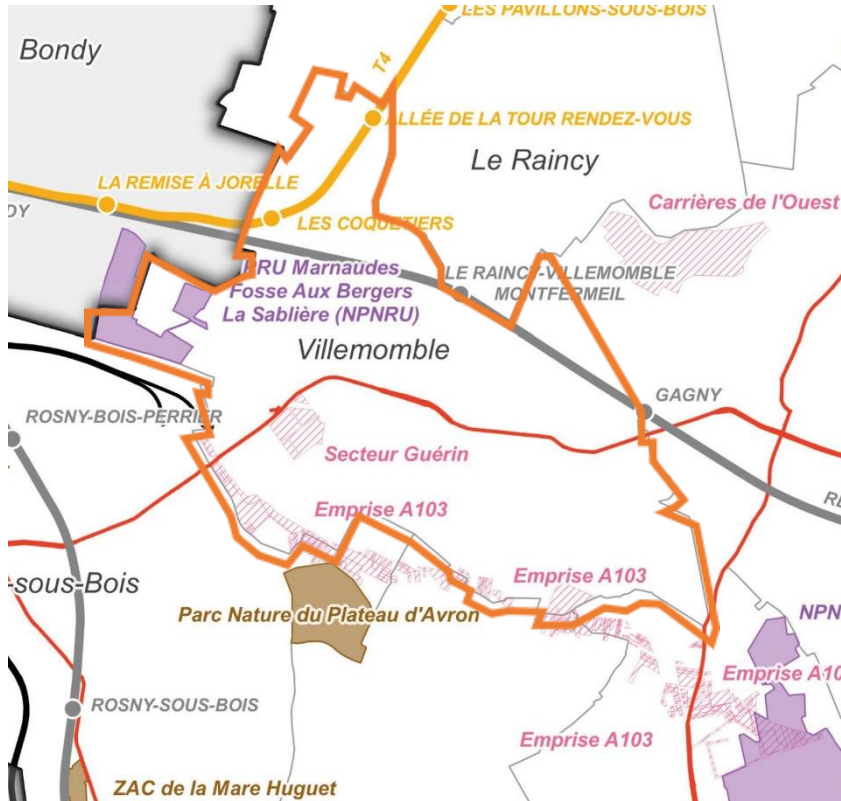 LES PAVILLONS-SOUS-BOIS
Bondy
T4
ALLÉE DE LA TOUR RENDEZ-VOUS
Le Raincy
LA REMISE À JORELLE
Carrières de l'Ouest
DY
LES COQUETIERS
PRU Marnaudes
Fosse Aux Bergers
La Sablière (NPNRU)
LE RAINCY-VILLEMOMBLE
MONTFERMEIL
Villemomble
GAGNY
ROSNY-BOIS-PERRIER
Secteur Guérin
RE
Emprise A103
-sous-Bois
Emprise A103
Parc Nature du Plateau d'Avron
NPN
Emprise A10
ROSNY-SOUS-BOIS
Emprise A103
ZAC de la Mare Huguet